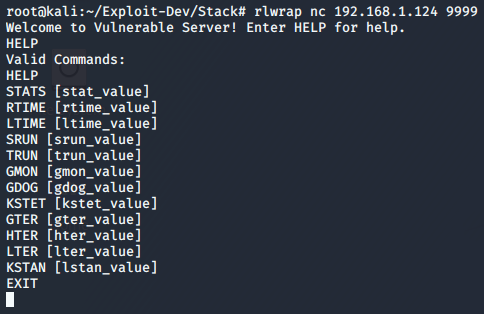 root@kali:~/Exploit-Dev/Stack# rlwrap nc 192.168.1.124 9999
Welcome to Vulnerable Server! Enter HELP for help.
HELP
Valid Commands:
HELP
STATS [stat_value]
RTIME [rtime_value]
LTIME [ltime_value]
SRUN [srun_value]
TRUN [trun_value]
GMON [gmon_value]
GDOG [gdog_value]
KSTET [kstet_value]
GTER [gter_value]
HTER [hter_value]
LTER [lter_value]
KSTAN [lstan_value]
EXIT